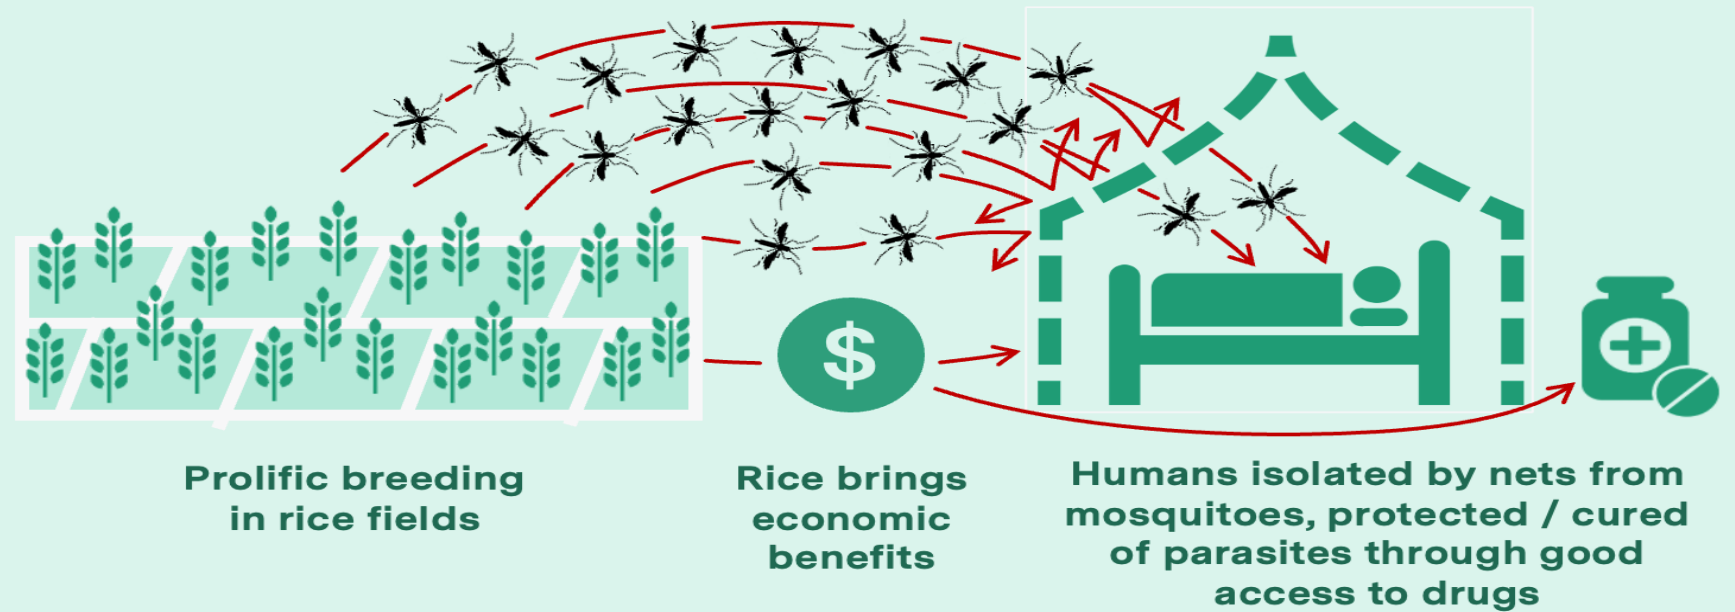 $
Prolific breeding
in rice fields
Rice brings
economic
benefits
Humans isolated by nets from
mosquitoes, protected / cured
of parasites through good
access to drugs